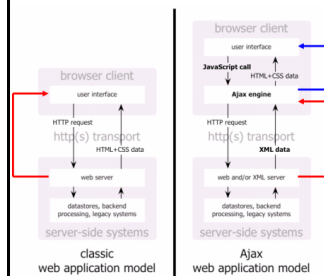 browser client
user interface
HTTP request
http(s) transport
HTML+CSS data
web server
datastores, backend
processing, legacy systems
server-side systems
classic
web application model
browser client
user interface
JavaScript call
HTML+CSS data
Ajax engine
HTTP request
http(s) transport
XML data
web and/or XML server
datastores, backend
processing, legacy systems
server-side systems
Ajax
web application model